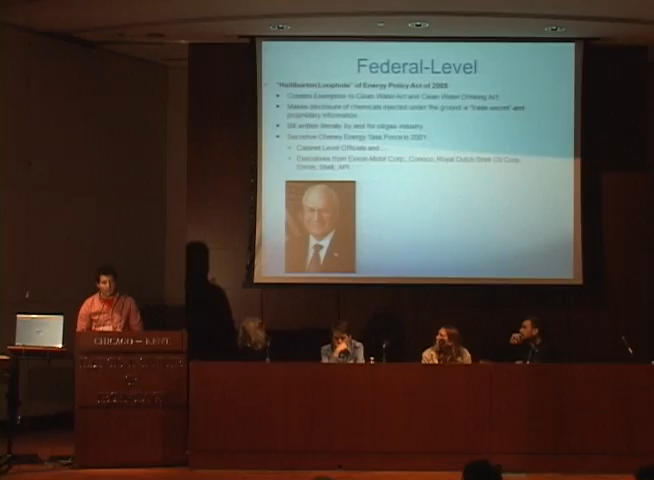 Federal-Level
"Halliburton Loophole" of Energy Policy Act of 2005
Creates Exemption to Clean Water Act and Clean Water Drinking Act
Makes disclosure of chemicals injected under the ground a "trade secret" and
proprietary information.
Bill written literally by and for oil/gas industry
Secretive Cheney Energy Task Force in 2001
Cabinet Level Officials and...
Executives from Exxon-Motor Corp., Conoco, Royal Dutch Shell Oil Corp,
Shell, API
CHICAGO – KENT